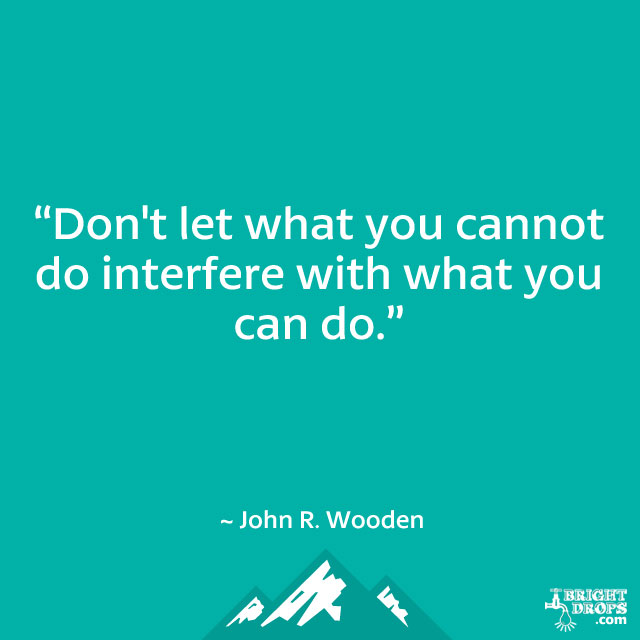 “Don't let what you cannot
do interfere with what you
can do.”
~ John R. Wooden
BRIGHT
DROPS
.com